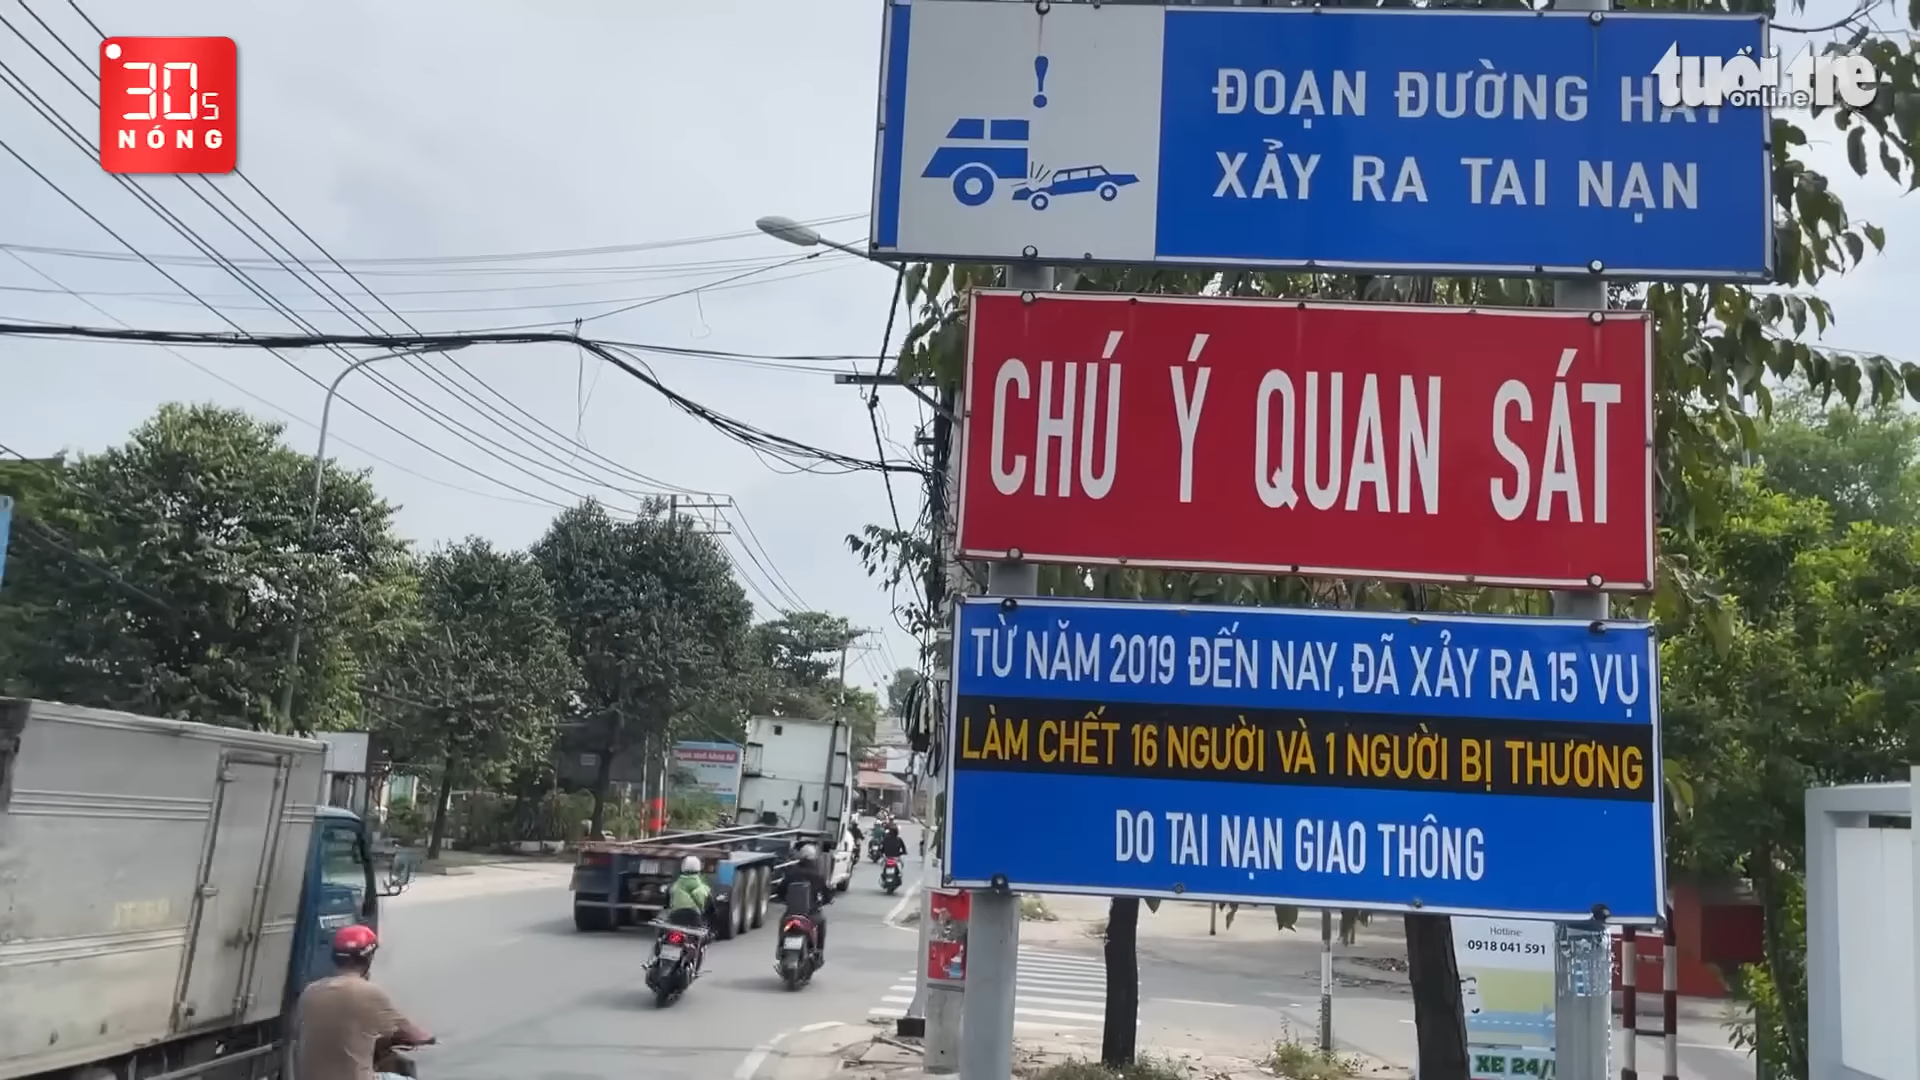 30s
NÓNG
tuổi trẻ
online
ĐOẠN ĐƯỜNG HAY
XẢY RA TAI NẠN
CHÚ Ý QUAN SÁT
TỪ NĂM 2019 ĐẾN NAY, ĐÃ XẢY RA 15 VỤ
LÀM CHẾT 16 NGƯỜI VÀ 1 NGƯỜI BỊ THƯƠNG
DO TAI NẠN GIAO THÔNG
Hotline
0918 041 591
XE 24/